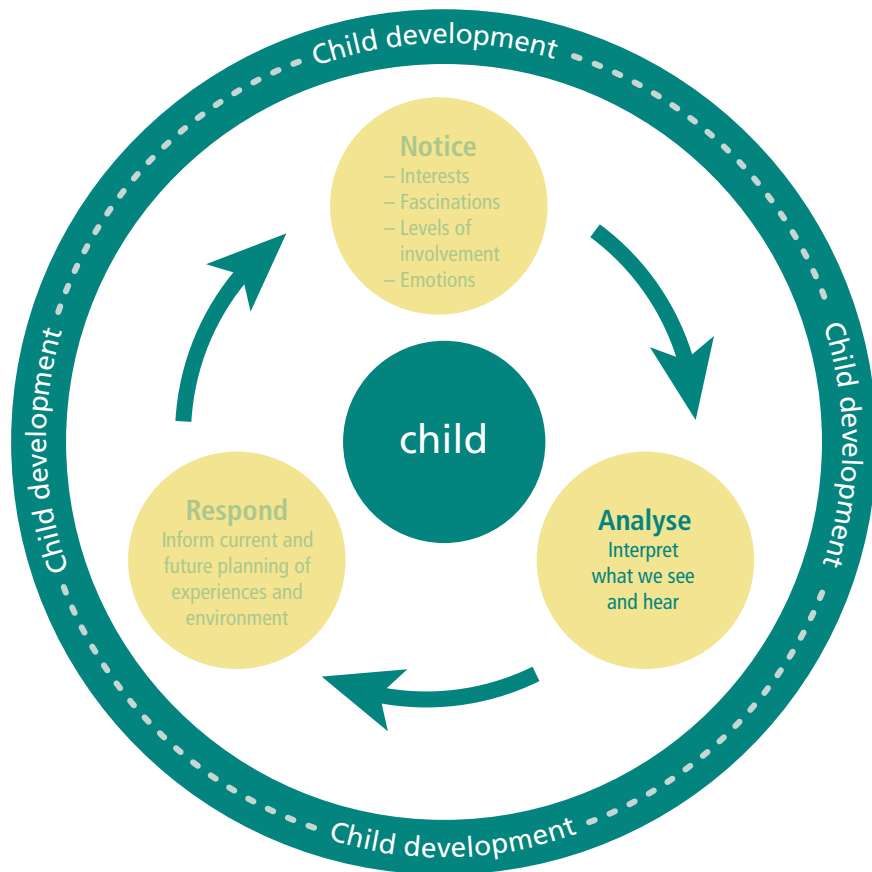 Child development
Notice
– Interests
– Fascinations
– Levels of
involvement
– Emotions
Child development
Child development
child
Respond
Inform current and
future planning of
experiences and
environment
Analyse
Interpret
what we see
and hear
Child development